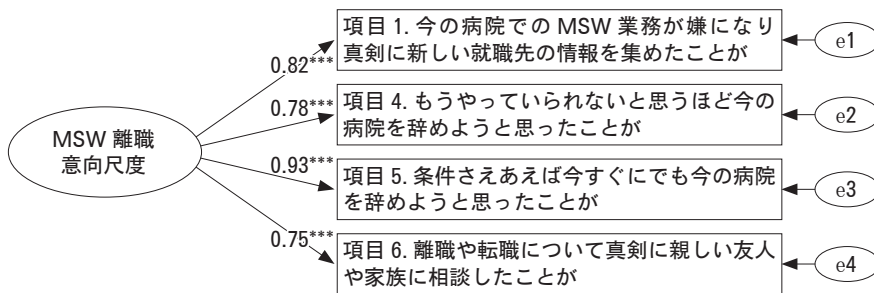 項目 1. 今の病院での MSW 業務が嫌になり
真剣に新しい就職先の情報を集めたことが
e1
0.82***
項目 4. もうやっていられないと思うほど今の
病院を辞めようと思ったことが
e2
0.78***
MSW 離職
意向尺度
項目 5. 条件さえあえば今すぐにでも今の病院
を辞めようと思ったことが
e3
0.93***
項目 6. 離職や転職について真剣に親しい友人
や家族に相談したことが
e4
0.75***